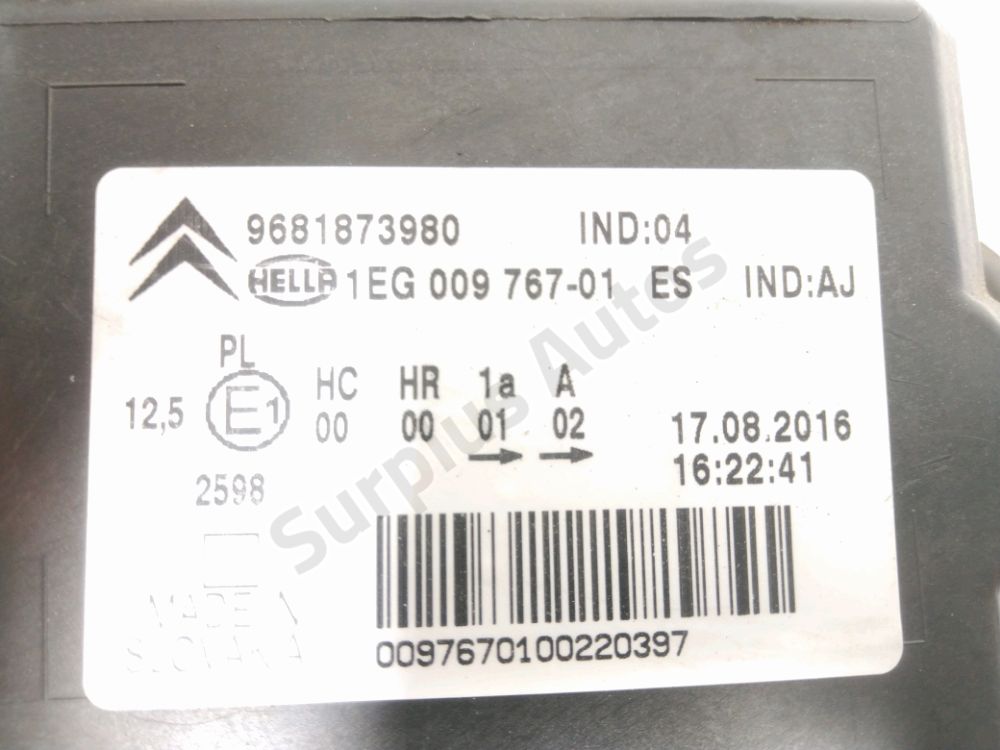 9681873980 IND:04
HELLA 1EG 009 767-01 ES IND:AJ
PL
12,5 E1 HC HR 1a A
00 00 01 02
17.08.2016
16:22:41
2598
0097670100220397
Surplus Autos